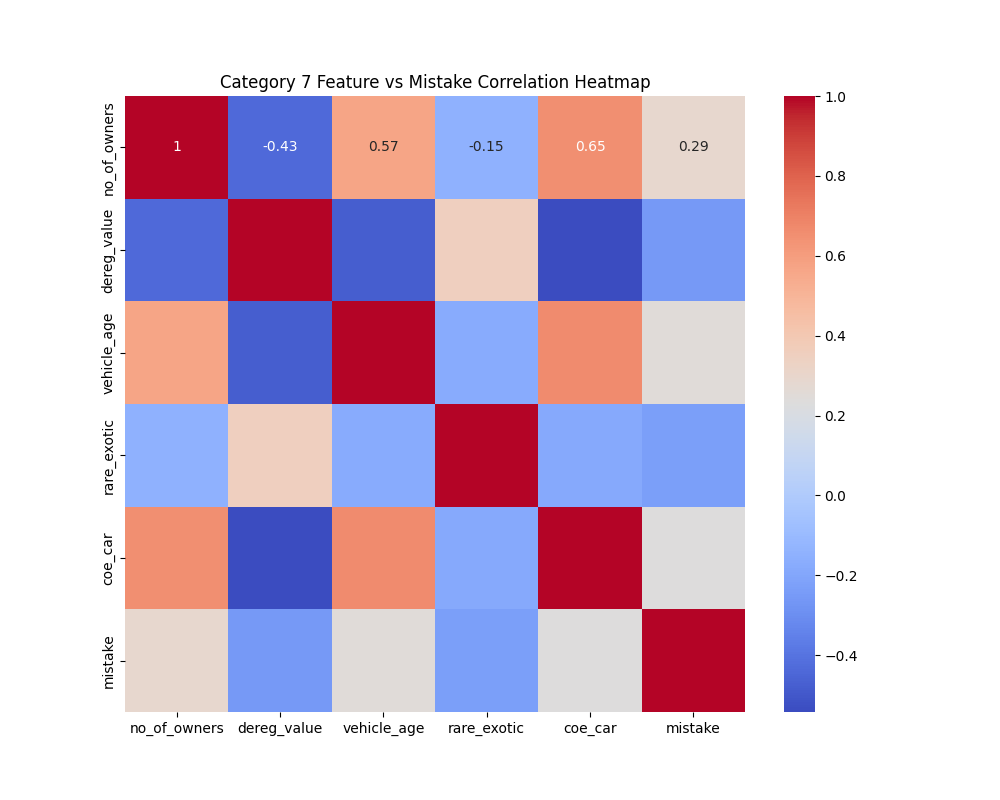 Category 7 Feature vs Mistake Correlation Heatmap
no_of_owners
1 -0.43 0.57 -0.15 0.65 0.29
dereg_value
vehicle_age
rare_exotic
coe_car
mistake
no_of_owners dereg_value vehicle_age rare_exotic coe_car mistake
1.0
0.8
0.6
0.4
0.2
0.0
−0.2
−0.4